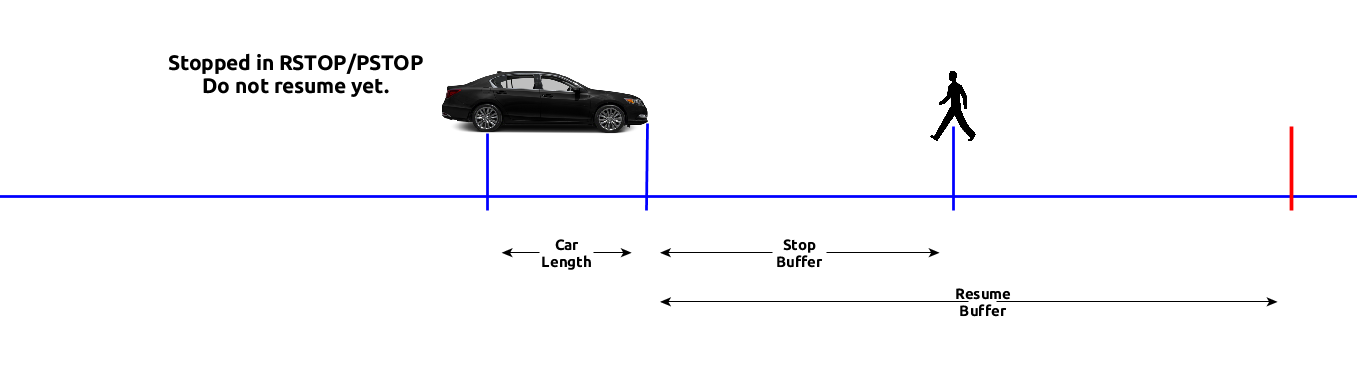 Stopped in RSTOP/PSTOP
Do not resume yet.
Car
Length
Stop
Buffer
Resume
Buffer